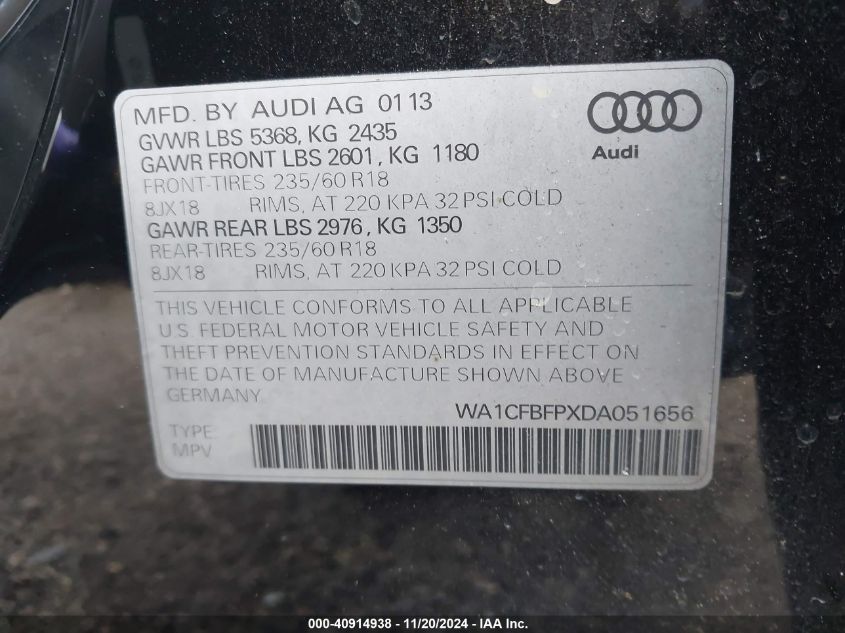 MFD. BY AUDI AG 01 13
GVWR LBS 5368, KG 2435
GAWR FRONT LBS 2601, KG 1180
FRONT-TIRES 235/60 R18
8JX18 RIMS, AT 220 KPA 32 PSI COLD
GAWR REAR LBS 2976, KG 1350
REAR-TIRES 235/60 R18
8JX18 RIMS, AT 220 KPA 32 PSI COLD
Audi
THIS VEHICLE CONFORMS TO ALL APPLICABLE
U.S. FEDERAL MOTOR VEHICLE SAFETY AND
THEFT PREVENTION STANDARDS IN EFFECT ON
THE DATE OF MANUFACTURE SHOWN ABOVE
GERMANY
WA1CFBFPXDA051656
TYPE
MPV
000-40914938 - 11/20/2024 - IAA Inc.